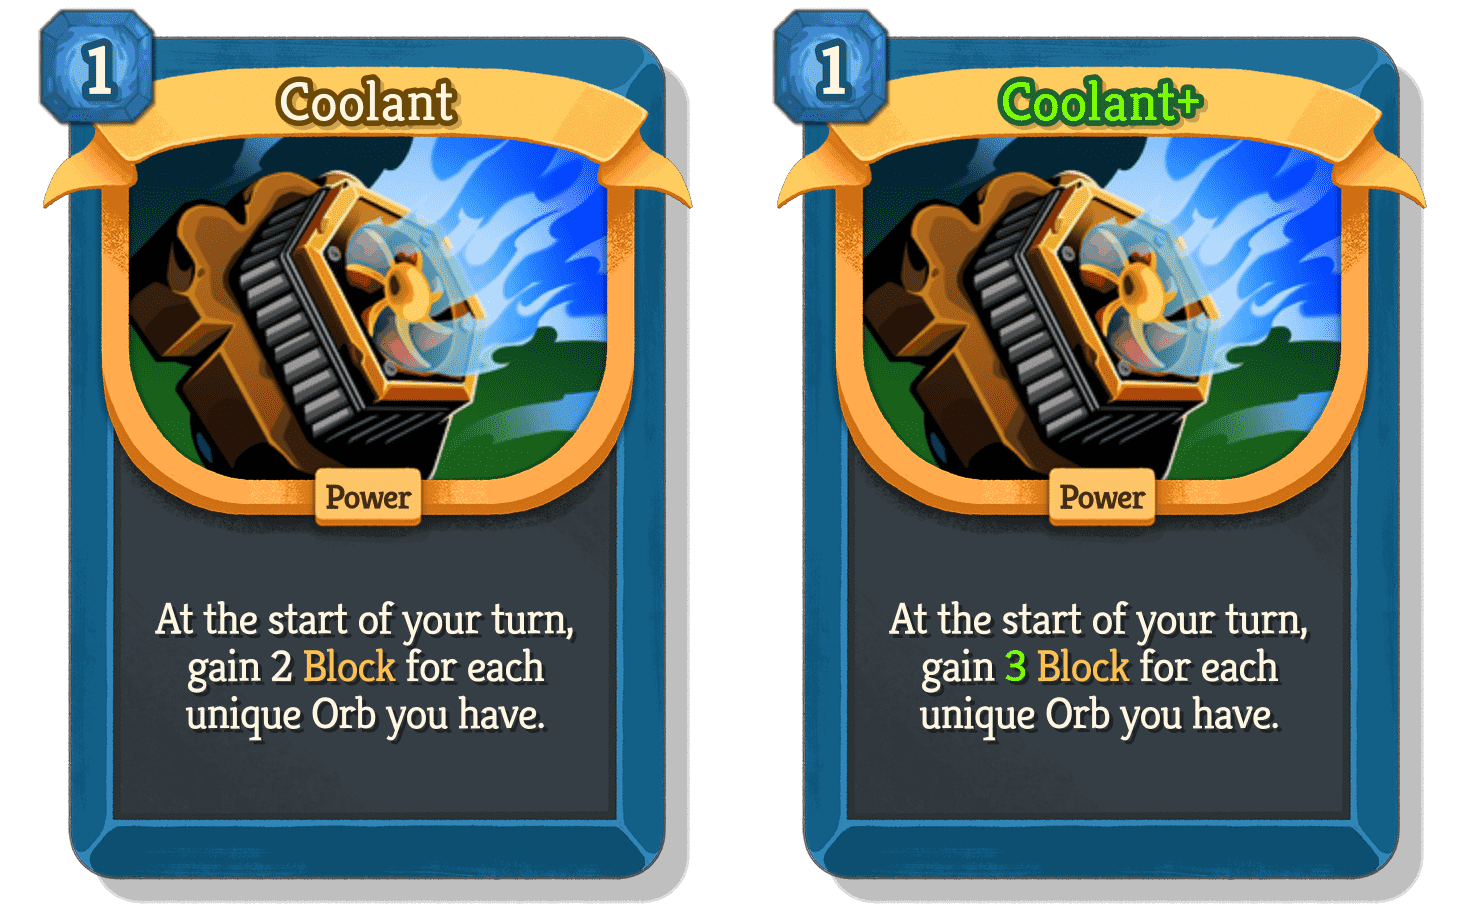 1
Coolant
Power
At the start of your turn,
gain 2 Block for each
unique Orb you have.
1
Coolant+
Power
At the start of your turn,
gain 3 Block for each
unique Orb you have.